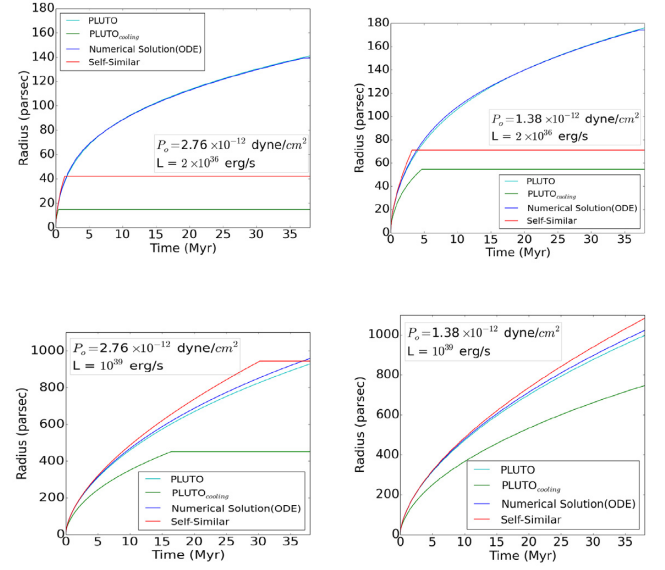 PLUTO
PLUTOcooling
Numerical Solution(ODE)
Self-Similar
Pₒ=2.76 ×10⁻¹² dyne/cm²
L = 2×10³⁶ erg/s
Radius (parsec)
0 20 40 60 80 100 120 140 160
0 5 10 15 20 25 30 35
Time (Myr)
Pₒ=1.38 ×10⁻¹² dyne/cm²
L = 2×10³⁶ erg/s
PLUTO
PLUTOcooling
Numerical Solution(ODE)
Self-Similar
Radius (parsec)
0 20 40 60 80 100 120 140 160 180
0 5 10 15 20 25 30 35
Time (Myr)
Pₒ=2.76 ×10⁻¹² dyne/cm²
L = 10³⁹ erg/s
PLUTO
PLUTOcooling
Numerical Solution(ODE)
Self-Similar
Radius (parsec)
0 200 400 600 800 1000
0 5 10 15 20 25 30 35
Time (Myr)
Pₒ=1.38 ×10⁻¹² dyne/cm²
L = 10³⁹ erg/s
PLUTO
PLUTOcooling
Numerical Solution(ODE)
Self-Similar
Radius (parsec)
0 200 400 600 800 1000
0 5 10 15 20 25 30 35
Time (Myr)